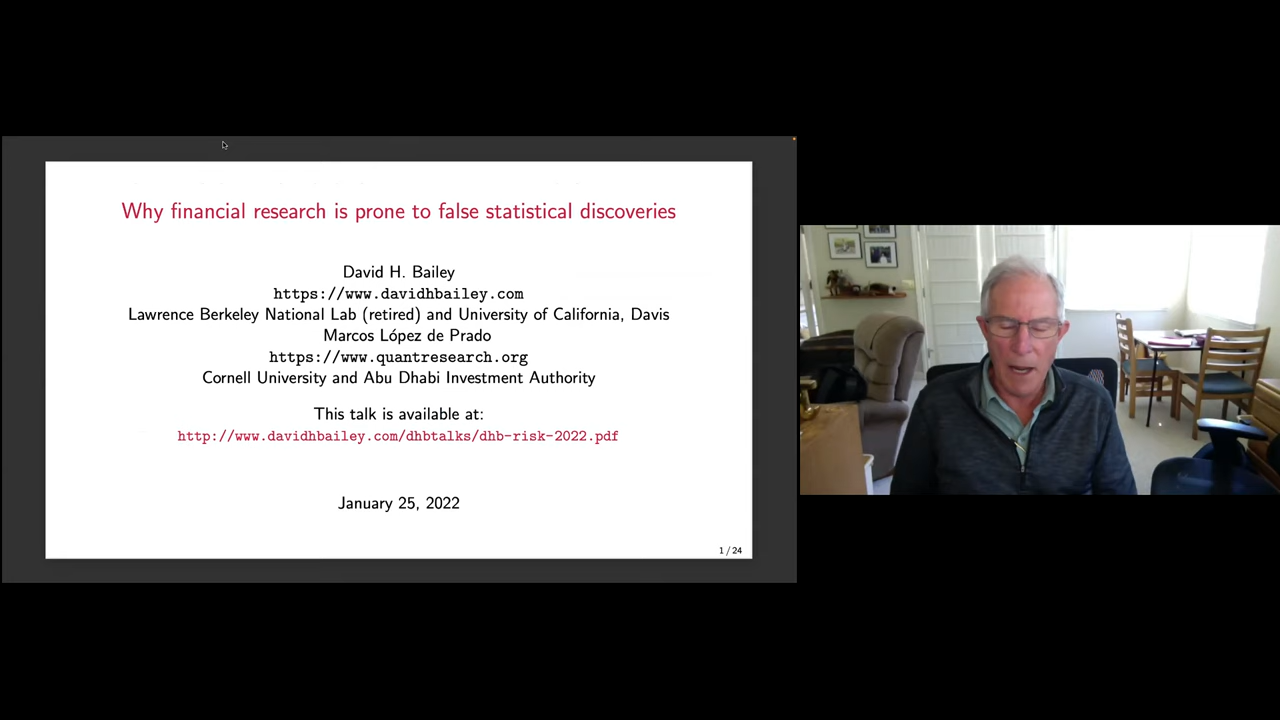 Why financial research is prone to false statistical discoveries
David H. Bailey
https://www.davidhbailey.com
Lawrence Berkeley National Lab (retired) and University of California, Davis
Marcos López de Prado
https://www.quantresearch.org
Cornell University and Abu Dhabi Investment Authority
This talk is available at:
http://www.davidhbailey.com/dhbtalks/dhb-risk-2022.pdf
January 25, 2022
1 / 24